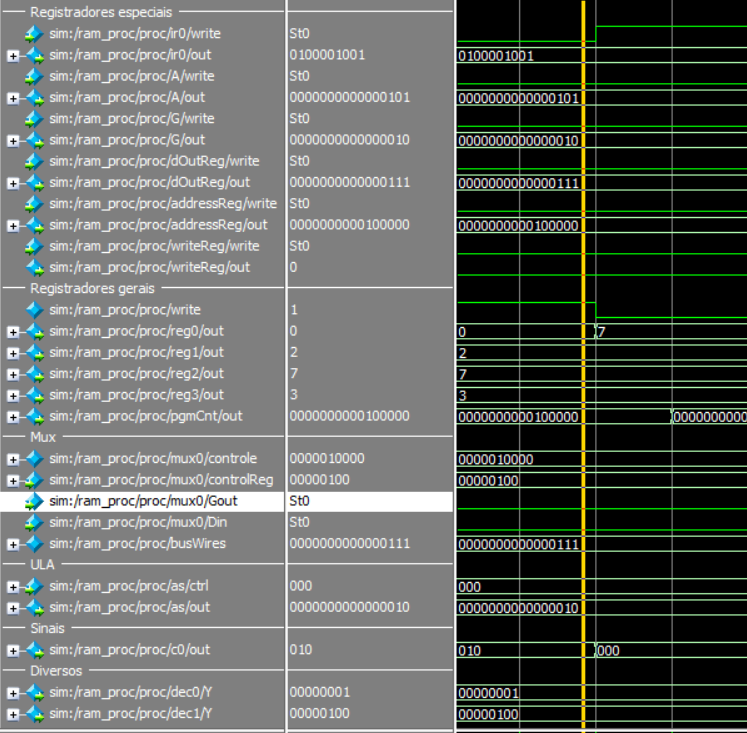 Registradores especiais
sim:/ram_proc/proc/ir0/write St0
sim:/ram_proc/proc/ir0/out 0100001001 0100001001
sim:/ram_proc/proc/A/write St0
sim:/ram_proc/proc/A/out 0000000000000101 0000000000000101
sim:/ram_proc/proc/G/write St0
sim:/ram_proc/proc/G/out 0000000000000010 0000000000000010
sim:/ram_proc/proc/dOutReg/write St0
sim:/ram_proc/proc/dOutReg/out 0000000000000111 0000000000000111
sim:/ram_proc/proc/addressReg/write St0
sim:/ram_proc/proc/addressReg/out 0000000000100000 0000000000100000
sim:/ram_proc/proc/writeReg/write St0
sim:/ram_proc/proc/writeReg/out 0
Registradores gerais
sim:/ram_proc/proc/write 1
sim:/ram_proc/proc/reg0/out 0 0 7
sim:/ram_proc/proc/reg1/out 2 2
sim:/ram_proc/proc/reg2/out 7 7
sim:/ram_proc/proc/reg3/out 3 3
sim:/ram_proc/proc/pgmCnt/out 0000000000100000 0000000000100000 0000000000
Mux
sim:/ram_proc/proc/mux0/controle 0000010000 0000010000
sim:/ram_proc/proc/mux0/controlReg 00000100 00000100
sim:/ram_proc/proc/mux0/Gout St0
sim:/ram_proc/proc/mux0/Din St0
sim:/ram_proc/proc/busWires 0000000000000111 0000000000000111
ULA
sim:/ram_proc/proc/as/ctrl 000 000
sim:/ram_proc/proc/as/out 0000000000000010 0000000000000010
Sinais
sim:/ram_proc/proc/c0/out 010 010 000
Diversos
sim:/ram_proc/proc/dec0/Y 00000001 00000001
sim:/ram_proc/proc/dec1/Y 00000100 00000100